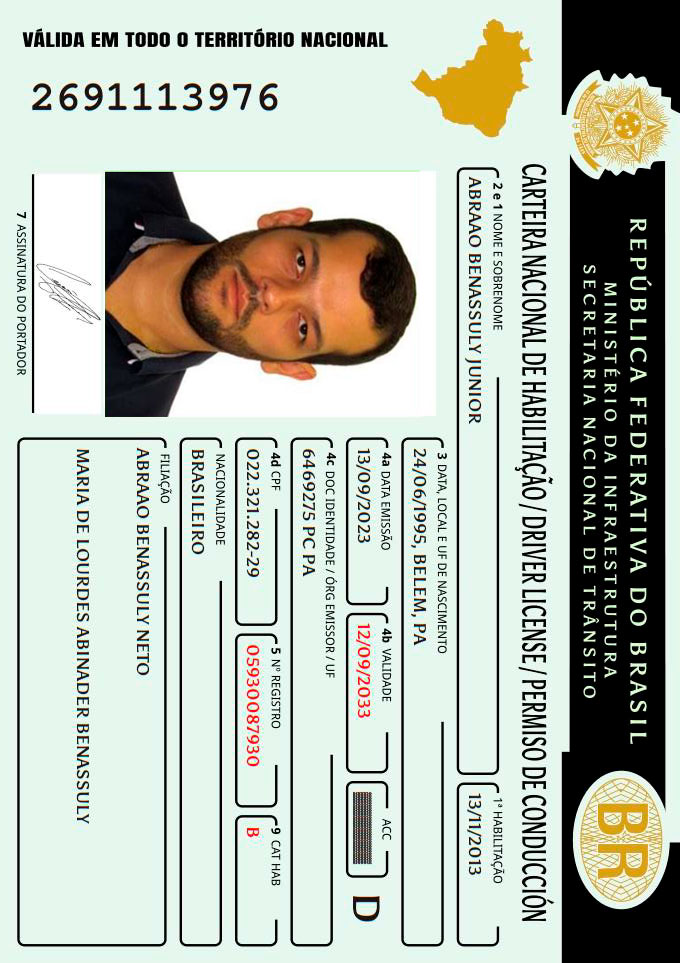 REPÚBLICA FEDERATIVA DO BRASIL
MINISTÉRIO DA INFRAESTRUTURA
SECRETARIA NACIONAL DE TRÂNSITO
BR
CARTEIRA NACIONAL DE HABILITAÇÃO / DRIVER LICENSE / PERMISO DE CONDUCCIÓN
2 e 1 NOME E SOBRENOME
ABRAAO BENASSULY JUNIOR
1ª HABILITAÇÃO
13/11/2013
3 DATA, LOCAL E UF DE NASCIMENTO
24/06/1995, BELEM, PA
4a DATA EMISSÃO
13/09/2023
4b VALIDADE
12/09/2033
ACC
D
4c DOC IDENTIDADE / ÓRG EMISSOR / UF
6469275 PC PA
4d CPF
022.321.282-29
5 Nº REGISTRO
05930087930
9 CAT HAB
B
NACIONALIDADE
BRASILEIRO
FILIAÇÃO
ABRAAO BENASSULY NETO
MARIA DE LOURDES ABINADER BENASSULY
7 ASSINATURA DO PORTADOR
VÁLIDA EM TODO O TERRITÓRIO NACIONAL
2691113976